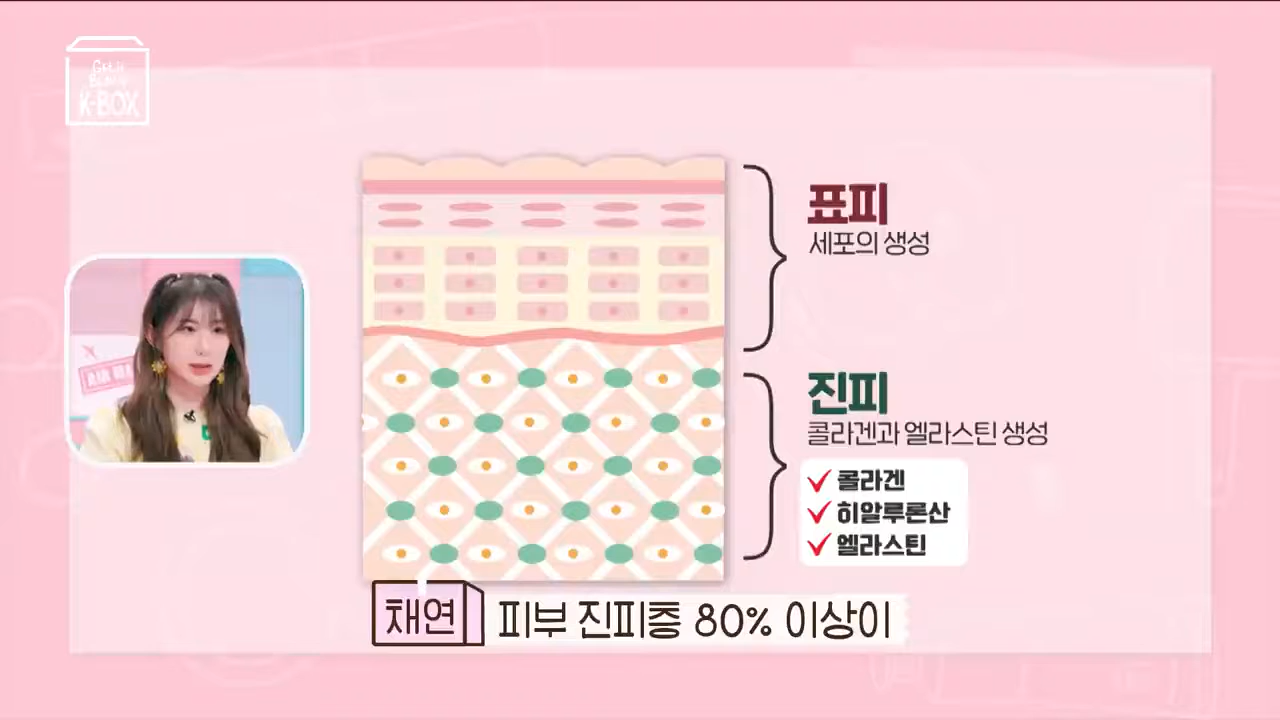 K-BOX
표피
세포의 생성
진피
콜라겐과 엘라스틴 생성
콜라겐
히알루론산
엘라스틴
채연 피부 진피층 80% 이상이